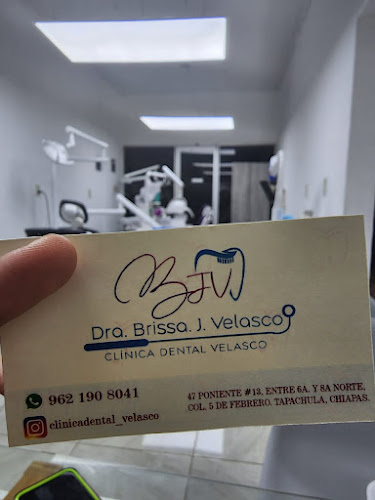 BJV
Dra. Brissa. J. Velasco
CLÍNICA DENTAL VELASCO
962 190 8041
47 PONIENTE #13, ENTRE 6A. Y 8A NORTE,
COL. 5 DE FEBRERO, TAPACHULA, CHIAPAS.
clinicadental_velasco